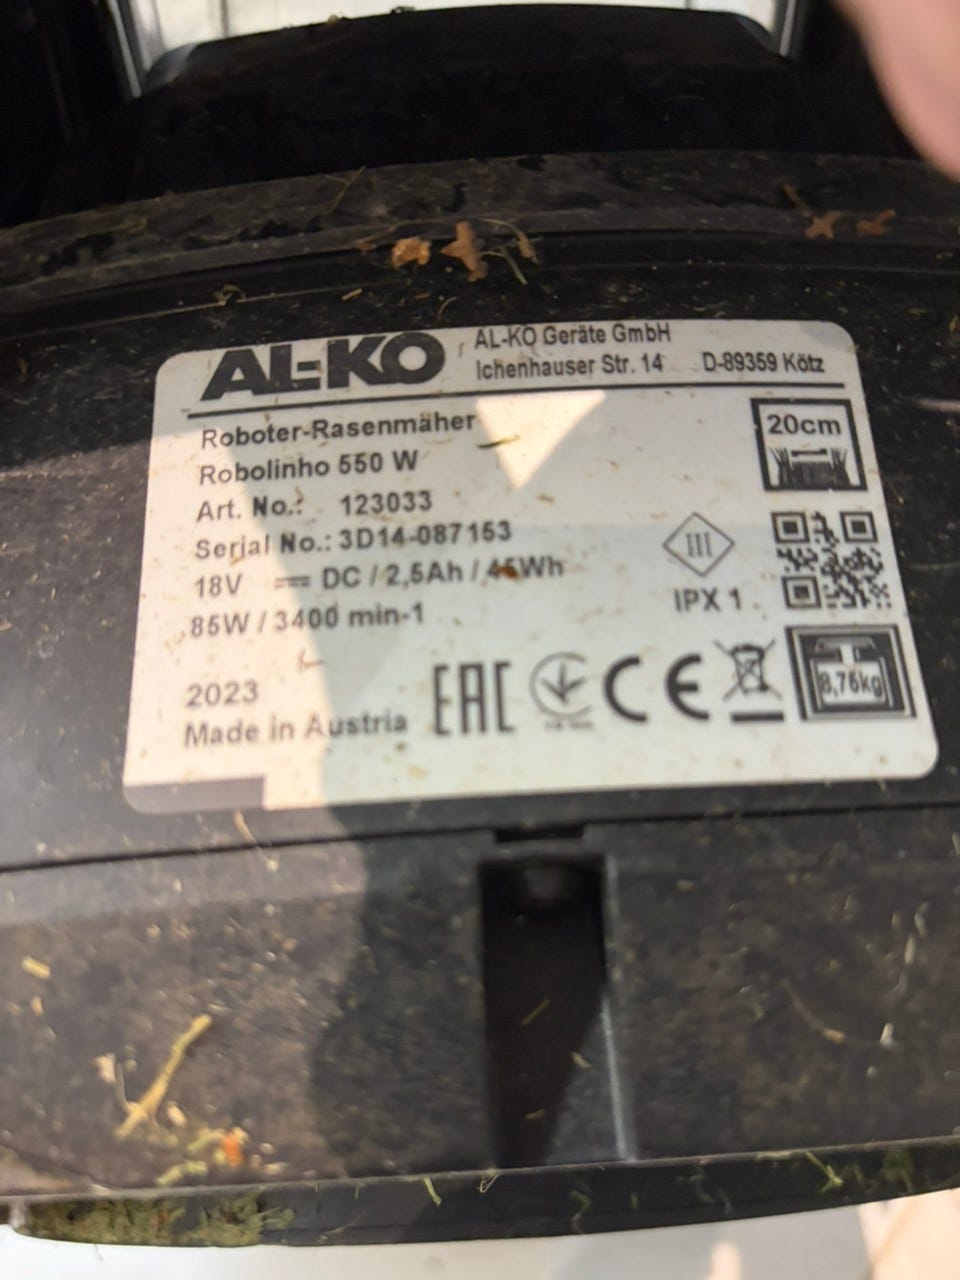 AL-KO
AL-KO Geräte GmbH
Ichenhauser Str. 14 D-89359 Kötz
Roboter-Rasenmäher
Robolinho 550 W
Art. No.: 123033
Serial No.: 3D14-087153
18V DC / 2,5Ah / 45Wh
85W / 3400 min-1
2023
Made in Austria
20cm
III
IPX 1
EAC
CE
8,75kg